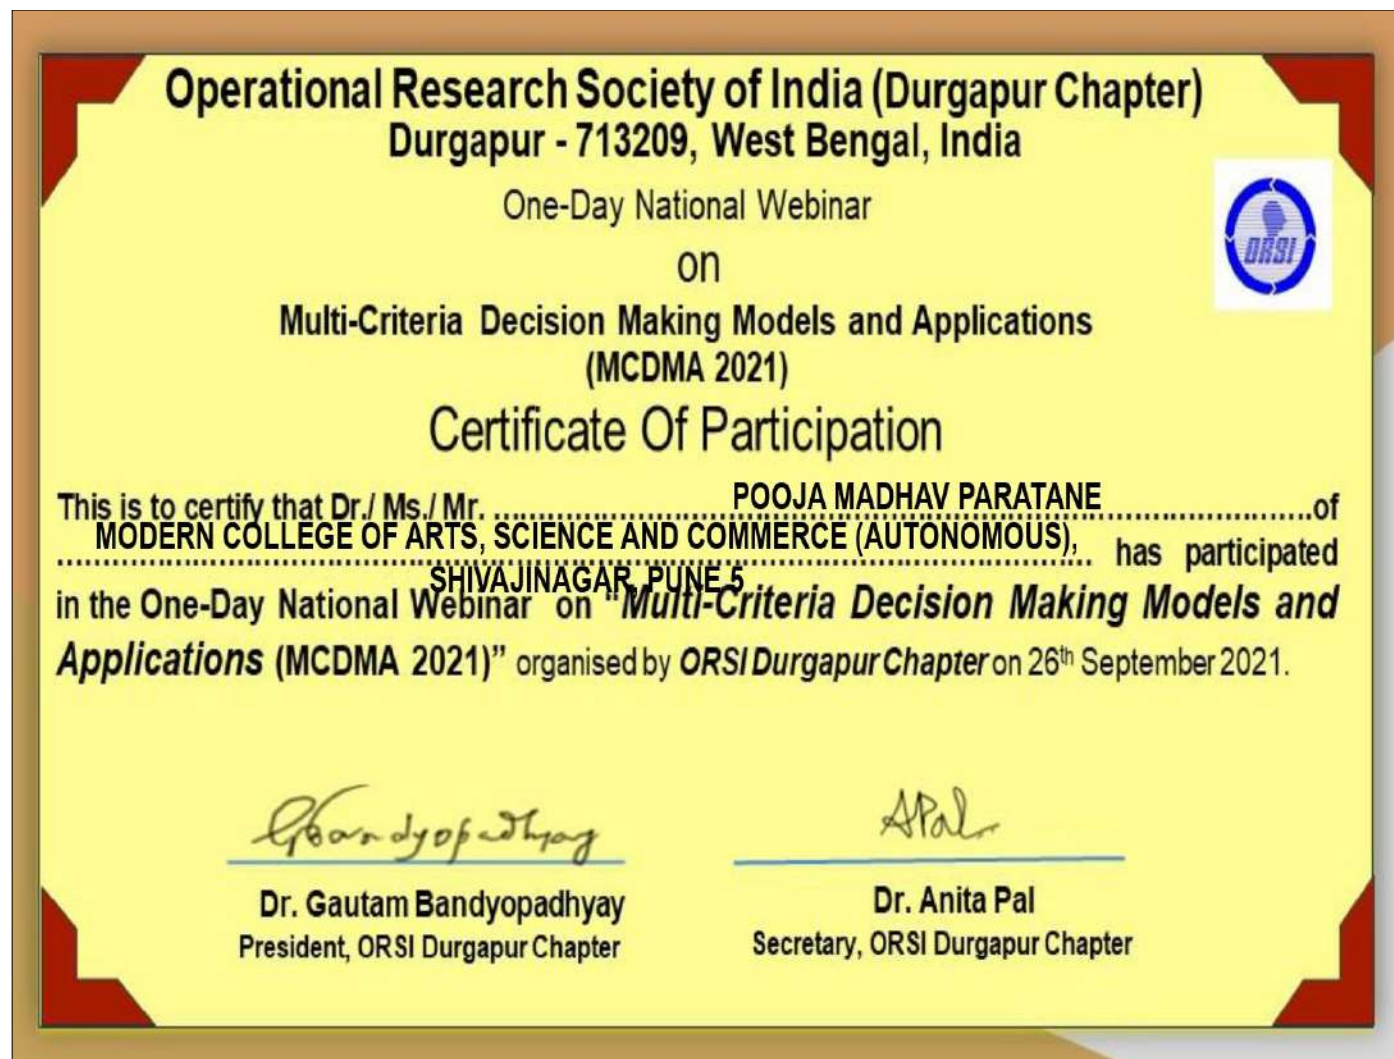 Operational Research Society of India (Durgapur Chapter)
Durgapur - 713209, West Bengal, India
One-Day National Webinar
ORSI
on
Multi-Criteria Decision Making Models and Applications
(MCDMA 2021)
Certificate Of Participation
This is to certify that Dr./ Ms./ Mr. ........................... POOJA MADHAV PARATANE ...........................of
MODERN COLLEGE OF ARTS, SCIENCE AND COMMERCE (AUTONOMOUS), has participated
SHIVAJINAGAR, PUNE 5
in the One-Day National Webinar on "Multi-Criteria Decision Making Models and
Applications (MCDMA 2021)" organised by ORSI Durgapur Chapter on 26th September 2021.
GBandyopadhyay
APal
Dr. Gautam Bandyopadhyay
President, ORSI Durgapur Chapter
Dr. Anita Pal
Secretary, ORSI Durgapur Chapter